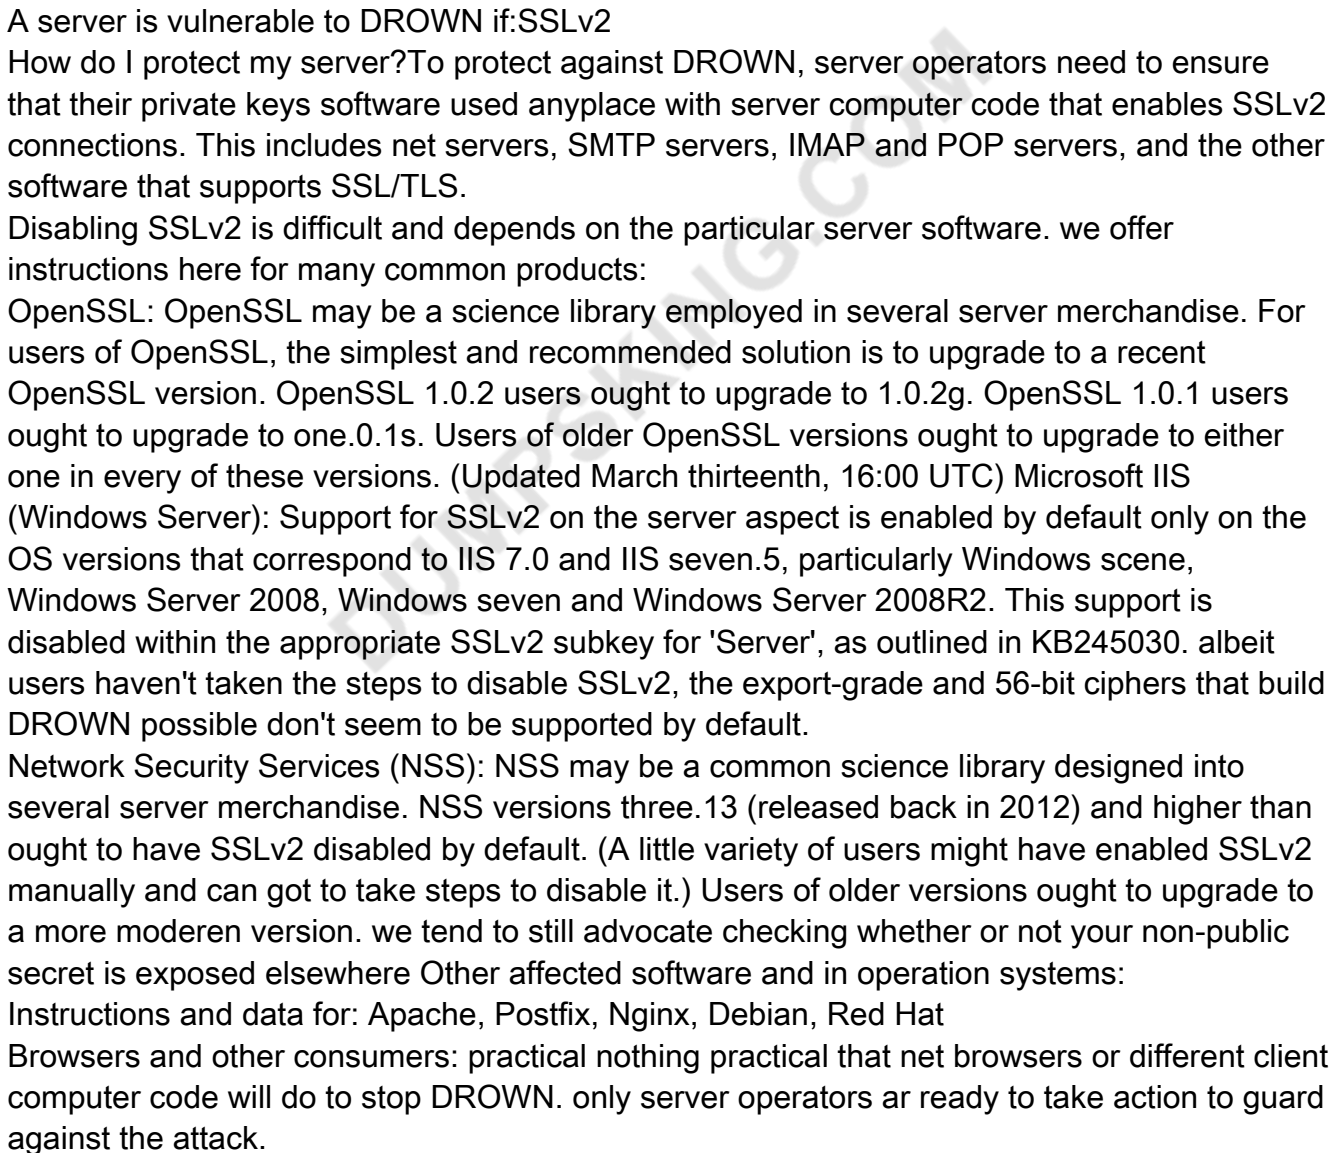 A server is vulnerable to DROWN if:SSLv2
How do I protect my server?To protect against DROWN, server operators need to ensure
that their private keys software used anyplace with server computer code that enables SSLv2
connections. This includes net servers, SMTP servers, IMAP and POP servers, and the other
software that supports SSL/TLS.
Disabling SSLv2 is difficult and depends on the particular server software. we offer
instructions here for many common products:
OpenSSL: OpenSSL may be a science library employed in several server merchandise. For
users of OpenSSL, the simplest and recommended solution is to upgrade to a recent
OpenSSL version. OpenSSL 1.0.2 users ought to upgrade to 1.0.2g. OpenSSL 1.0.1 users
ought to upgrade to one.0.1s. Users of older OpenSSL versions ought to upgrade to either
one in every of these versions. (Updated March thirteenth, 16:00 UTC) Microsoft IIS
(Windows Server): Support for SSLv2 on the server aspect is enabled by default only on the
OS versions that correspond to IIS 7.0 and IIS seven.5, particularly Windows scene,
Windows Server 2008, Windows seven and Windows Server 2008R2. This support is
disabled within the appropriate SSLv2 subkey for 'Server', as outlined in KB245030. albeit
users haven't taken the steps to disable SSLv2, the export-grade and 56-bit ciphers that build
DROWN possible don't seem to be supported by default.
Network Security Services (NSS): NSS may be a common science library designed into
several server merchandise. NSS versions three.13 (released back in 2012) and higher than
ought to have SSLv2 disabled by default. (A little variety of users might have enabled SSLv2
manually and can got to take steps to disable it.) Users of older versions ought to upgrade to
a more moderen version. we tend to still advocate checking whether or not your non-public
secret is exposed elsewhere Other affected software and in operation systems:
Instructions and data for: Apache, Postfix, Nginx, Debian, Red Hat
Browsers and other consumers: practical nothing practical that net browsers or different client
computer code will do to stop DROWN. only server operators ar ready to take action to guard
against the attack.
DUMPSKING.COM